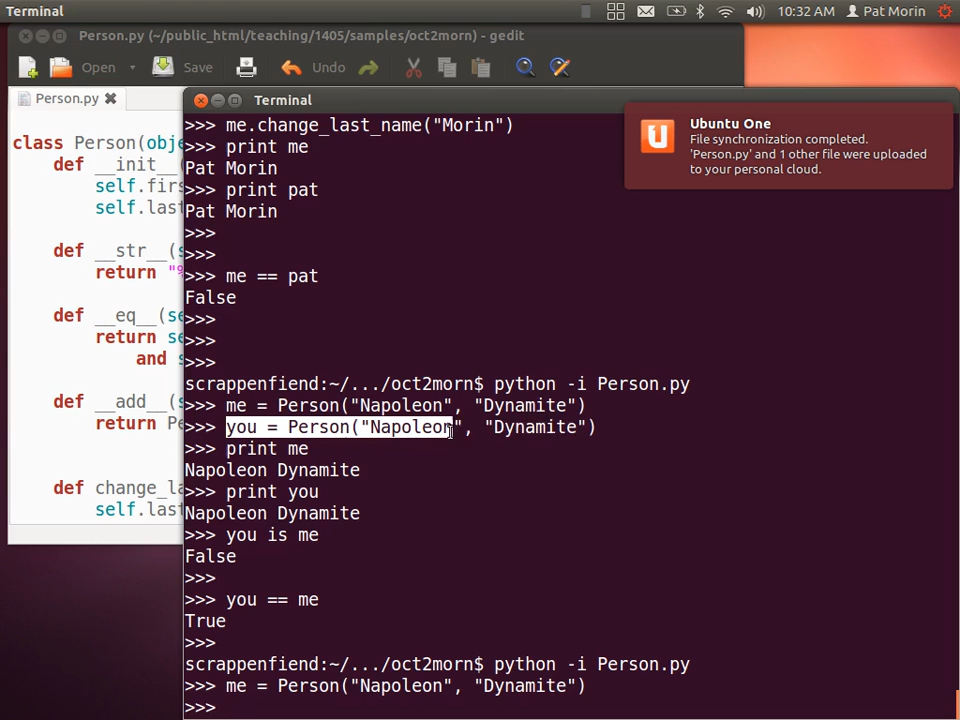 Terminal
10:32 AM Pat Morin
Person.py (~/public_html/teaching/1405/samples/oct2morn) - gedit
Open Save Undo
Person.py
class Person(obje
def __init__(
self.firs
self.last
def __str__(s
return "%
def __eq__(se
return se
and s
def __add__(s
return Pe
def change_la
self.last
Terminal
>>> me.change_last_name("Morin")
>>> print me
Pat Morin
>>> print pat
Pat Morin
>>>
>>>
>>> me == pat
False
>>>
>>>
>>>
scrappenfiend:~/.../oct2morn$ python -i Person.py
>>> me = Person("Napoleon", "Dynamite")
>>> you = Person("Napoleon", "Dynamite")
>>> print me
Napoleon Dynamite
>>> print you
Napoleon Dynamite
>>> you is me
False
>>>
>>> you == me
True
>>>
scrappenfiend:~/.../oct2morn$ python -i Person.py
>>> me = Person("Napoleon", "Dynamite")
>>>
Ubuntu One
File synchronization completed.
'Person.py' and 1 other file were uploaded
to your personal cloud.